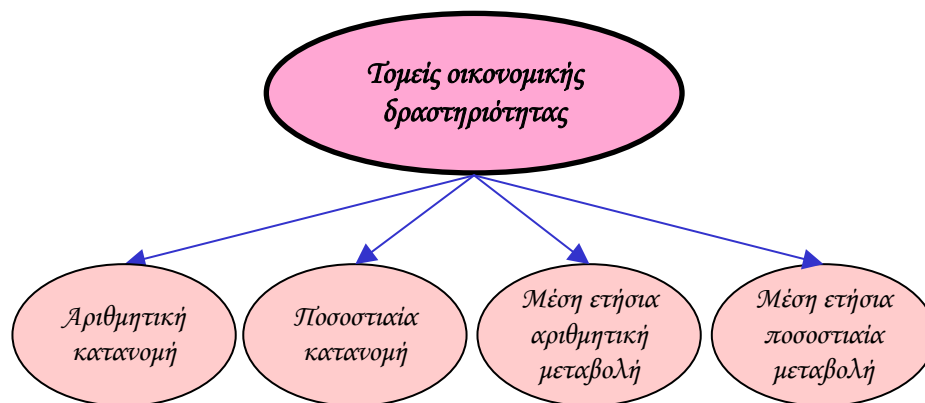 Τομείς οικονομικής
δραστηριότητας
Αριθμητική
κατανομή
Ποσοστιαία
κατανομή
Μέση ετήσια
αριθμητική
μεταβολή
Μέση ετήσια
ποσοστιαία
μεταβολή